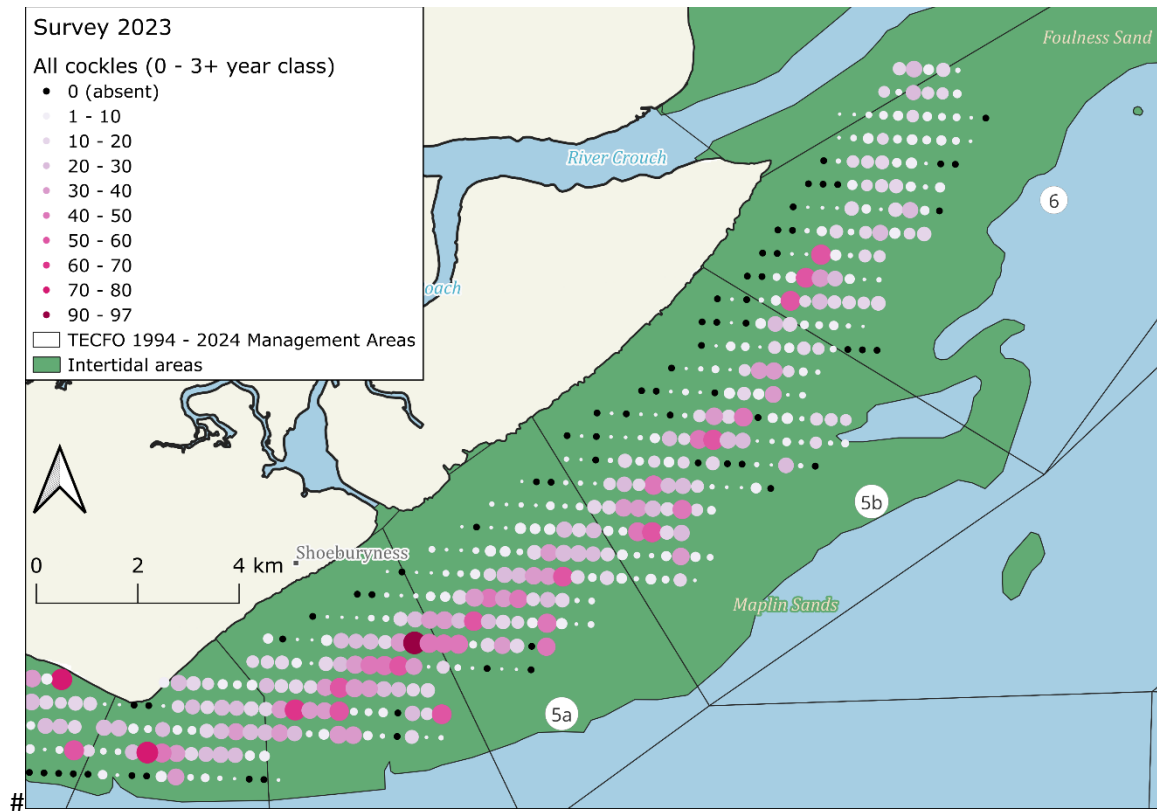 Survey 2023
All cockles (0 - 3+ year class)
0 (absent)
1 - 10
10 - 20
20 - 30
30 - 40
40 - 50
50 - 60
60 - 70
70 - 80
90 - 97
TECFO 1994 - 2024 Management Areas
Intertidal areas
Foulness Sand
River Crouch
6
oach
0 2 4 km
Shoeburyness
5b
Maplin Sands
5a
#